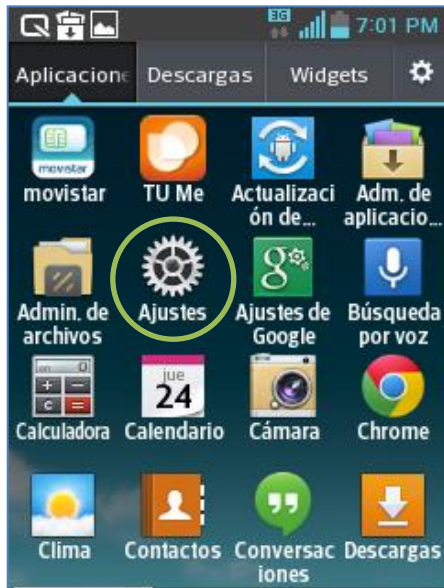 3G
7:01 PM
Aplicacione
Descargas
Widgets
movistar
movistar
TU Me
Actualizaci
ón de...
Adm. de
aplicacio...
Admin. de
archivos
Ajustes
8
Ajustes de
Google
Búsqueda
por voz
0
+ -
c =
Calculadora
jue
24
Calendario
Cámara
Chrome
Clima
Contactos
Conversac
iones
Descargas